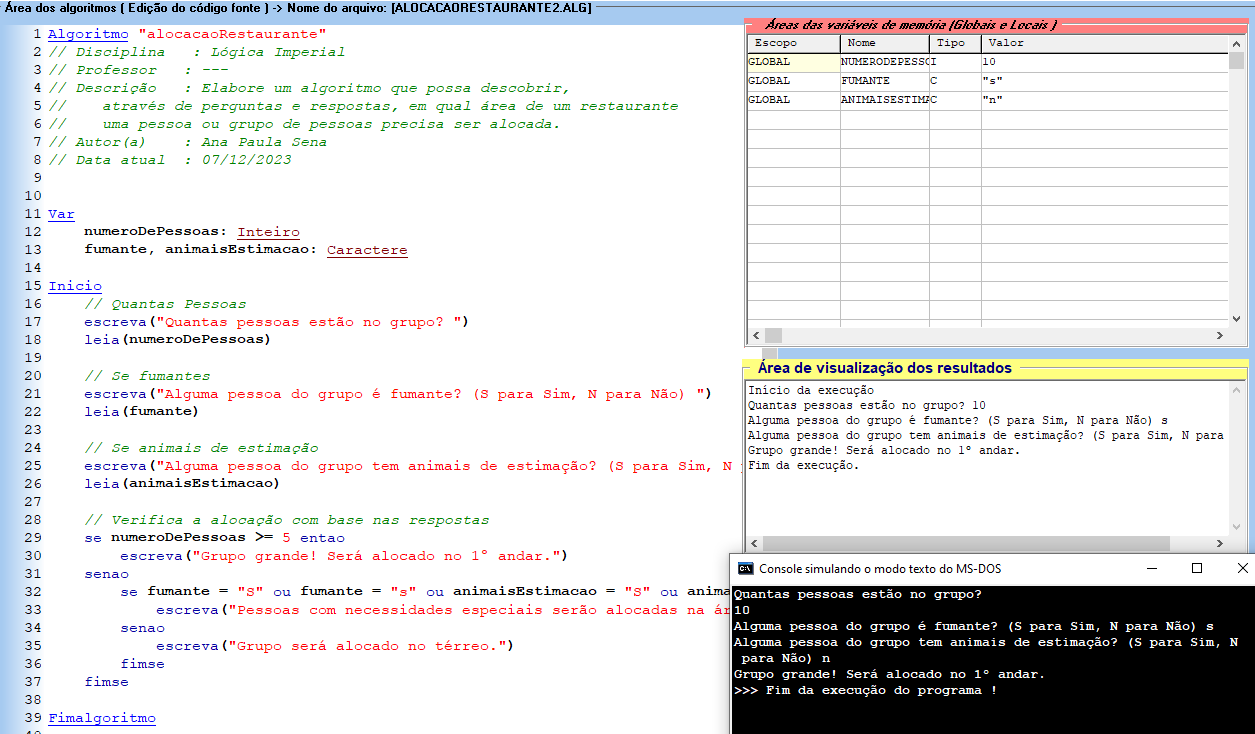 Área dos algoritmos ( Edição do código fonte ) -> Nome do arquivo: [ALOCACAORESTAURANTE2.ALG]
1 Algoritmo "alocacaoRestaurante"
2 // Disciplina   : Lógica Imperial
3 // Professor   : ---
4 // Descrição   : Elabore um algoritmo que possa descobrir,
5 //    através de perguntas e respostas, em qual área de um restaurante
6 //    uma pessoa ou grupo de pessoas precisa ser alocada.
7 // Autor(a)    : Ana Paula Sena
8 // Data atual  : 07/12/2023
9
10
11 Var
12    numeroDePessoas: Inteiro
13    fumante, animaisEstimacao: Caractere
14
15 Inicio
16    // Quantas Pessoas
17    escreva("Quantas pessoas estão no grupo? ")
18    leia(numeroDePessoas)
19
20    // Se fumantes
21    escreva("Alguma pessoa do grupo é fumante? (S para Sim, N para Não) ")
22    leia(fumante)
23
24    // Se animais de estimação
25    escreva("Alguma pessoa do grupo tem animais de estimação? (S para Sim, N
26    leia(animaisEstimacao)
27
28    // Verifica a alocação com base nas respostas
29    se numeroDePessoas >= 5 entao
30        escreva("Grupo grande! Será alocado no 1º andar.")
31    senao
32        se fumante = "S" ou fumante = "s" ou animaisEstimacao = "S" ou anima
33            escreva("Pessoas com necessidades especiais serão alocadas na ár
34        senao
35            escreva("Grupo será alocado no térreo.")
36        fimse
37    fimse
38
39 Fimalgoritmo
Áreas das variáveis de memória (Globais e Locais )
Escopo Nome Tipo Valor
GLOBAL NUMERODEPESSO I 10
GLOBAL FUMANTE C "s"
GLOBAL ANIMAISESTIMA C "n"
Área de visualização dos resultados
Início da execução
Quantas pessoas estão no grupo? 10
Alguma pessoa do grupo é fumante? (S para Sim, N para Não) s
Alguma pessoa do grupo tem animais de estimação? (S para Sim, N para
Grupo grande! Será alocado no 1º andar.
Fim da execução.
Console simulando o modo texto do MS-DOS
Quantas pessoas estão no grupo?
10
Alguma pessoa do grupo é fumante? (S para Sim, N para Não) s
Alguma pessoa do grupo tem animais de estimação? (S para Sim, N
para Não) n
Grupo grande! Será alocado no 1º andar.
>>> Fim da execução do programa !